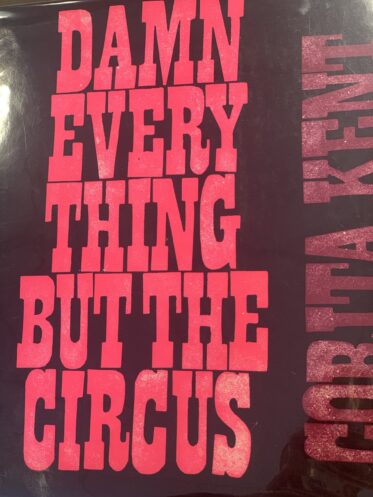 DAMN
EVERY
THING
BUT THE
CIRCUS
CORITA KENT